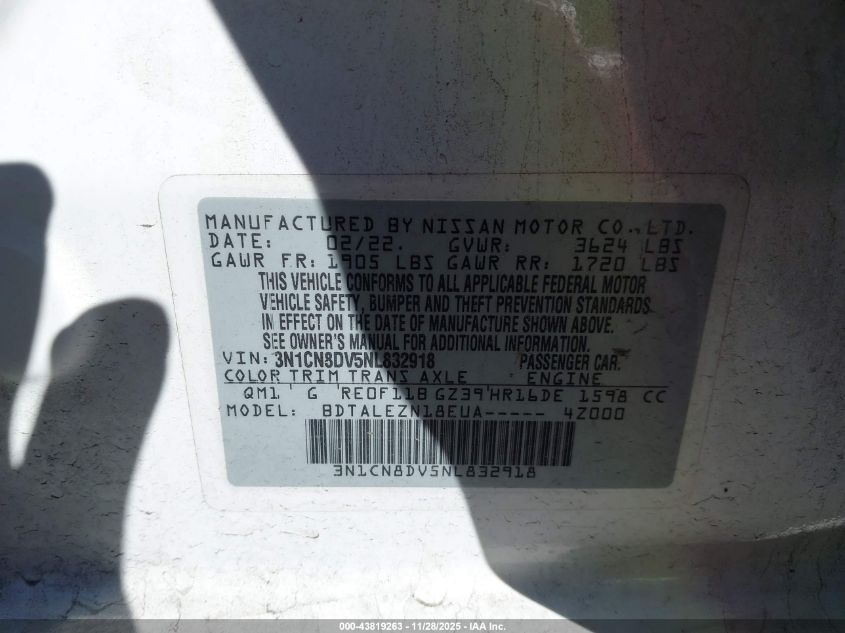 MANUFACTURED BY NISSAN MOTOR CO., LTD.
DATE: 02/22. GVWR: 3624 LBS
GAWR FR: 1905 LBS GAWR RR: 1720 LBS
THIS VEHICLE CONFORMS TO ALL APPLICABLE FEDERAL MOTOR
VEHICLE SAFETY, BUMPER AND THEFT PREVENTION STANDARDS
IN EFFECT ON THE DATE OF MANUFACTURE SHOWN ABOVE.
SEE OWNER'S MANUAL FOR ADDITIONAL INFORMATION.
VIN: 3N1CN8DV5NL832918 PASSENGER CAR.
COLOR TRIM TRANS AXLE ENGINE
QM1 G RE0F11B GZ39 HR16DE 1598 CC
MODEL: BDTALEZN18EUA----- 4Z000
3N1CN8DV5NL832918
000-43819263 - 11/28/2025 - IAA Inc.